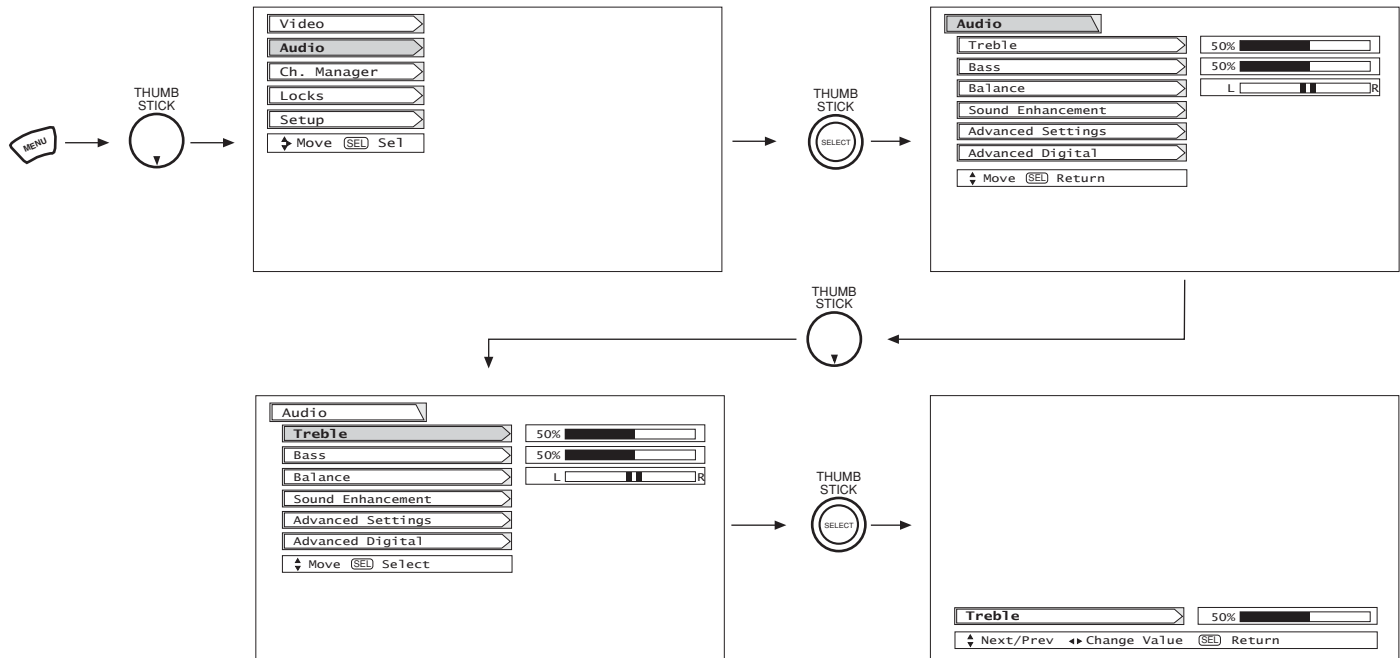 MENU
THUMB
STICK
Video
Audio
Ch. Manager
Locks
Setup
Move SEL Sel
THUMB
STICK
SELECT
Audio
Treble 50%
Bass 50%
Balance L R
Sound Enhancement
Advanced Settings
Advanced Digital
Move SEL Return
THUMB
STICK
Audio
Treble 50%
Bass 50%
Balance L R
Sound Enhancement
Advanced Settings
Advanced Digital
Move SEL Select
THUMB
STICK
SELECT
Treble 50%
Next/Prev Change Value SEL Return